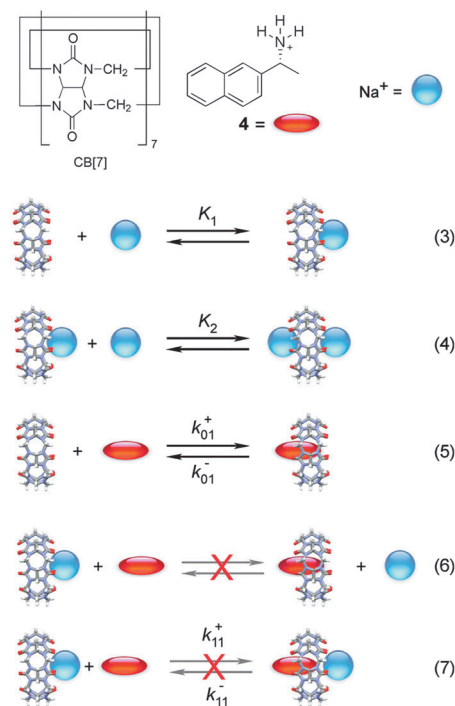 O
N N CH₂
N N CH₂
O
7
CB[7]
H
H N H
+
4 =
Na⁺ =
+ K₁ (3)
+ K₂ (4)
+ k₀₁⁺ k₀₁⁻ (5)
+ X + (6)
+ k₁₁⁺ X k₁₁⁻ (7)